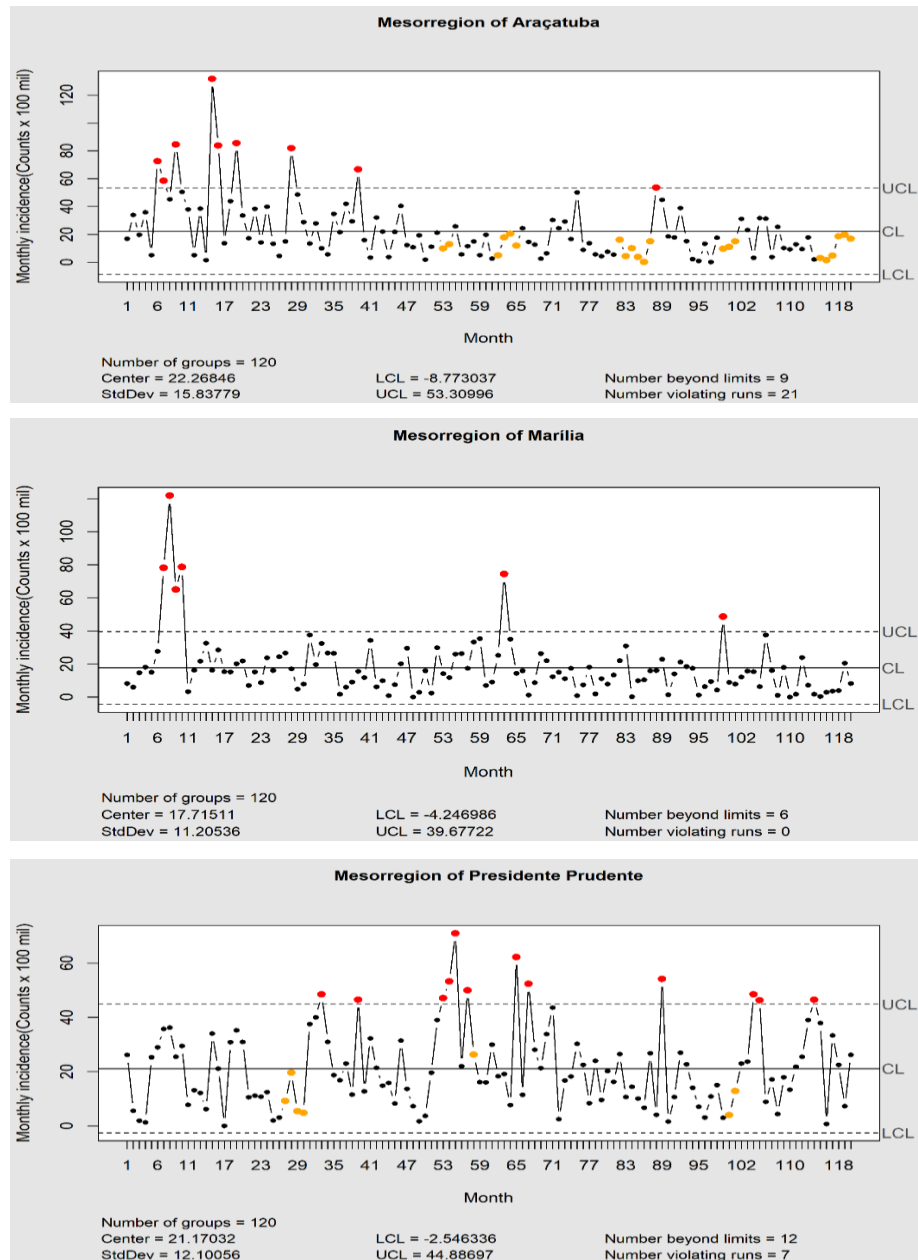 Mesorregion of Araçatuba
Monthly incidence(Counts x 100 mil)
120
80
60
40
20
0
UCL
CL
LCL
1 6 11 17 23 29 35 41 47 53 59 65 71 77 83 89 95 102 110 118
Month
Number of groups = 120
Center = 22.26846 LCL = -8.773037 Number beyond limits = 9
StdDev = 15.83779 UCL = 53.30996 Number violating runs = 21
Mesorregion of Marília
Monthly incidence(Counts x 100 mil)
100
80
60
40
20
0
UCL
CL
LCL
1 6 11 17 23 29 35 41 47 53 59 65 71 77 83 89 95 102 110 118
Month
Number of groups = 120
Center = 17.71511 LCL = -4.246986 Number beyond limits = 6
StdDev = 11.20536 UCL = 39.67722 Number violating runs = 0
Mesorregion of Presidente Prudente
Monthly incidence(Counts x 100 mil)
60
40
20
0
UCL
CL
LCL
1 6 11 17 23 29 35 41 47 53 59 65 71 77 83 89 95 102 110 118
Month
Number of groups = 120
Center = 21.17032 LCL = -2.546336 Number beyond limits = 12
StdDev = 12.10056 UCL = 44.88697 Number violating runs = 7